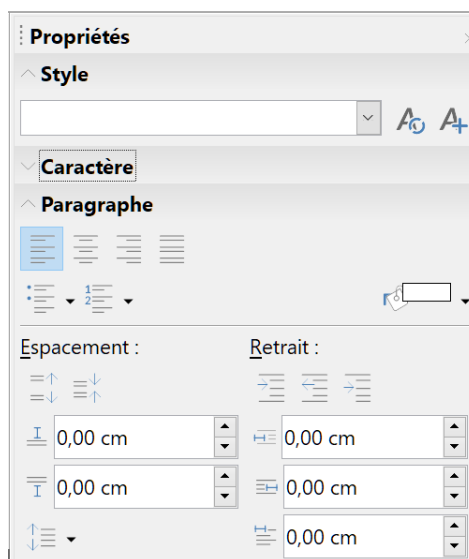 Propriétés
Style
Caractère
Paragraphe
Espacement :
Retrait :
0,00 cm
0,00 cm
0,00 cm
0,00 cm
0,00 cm